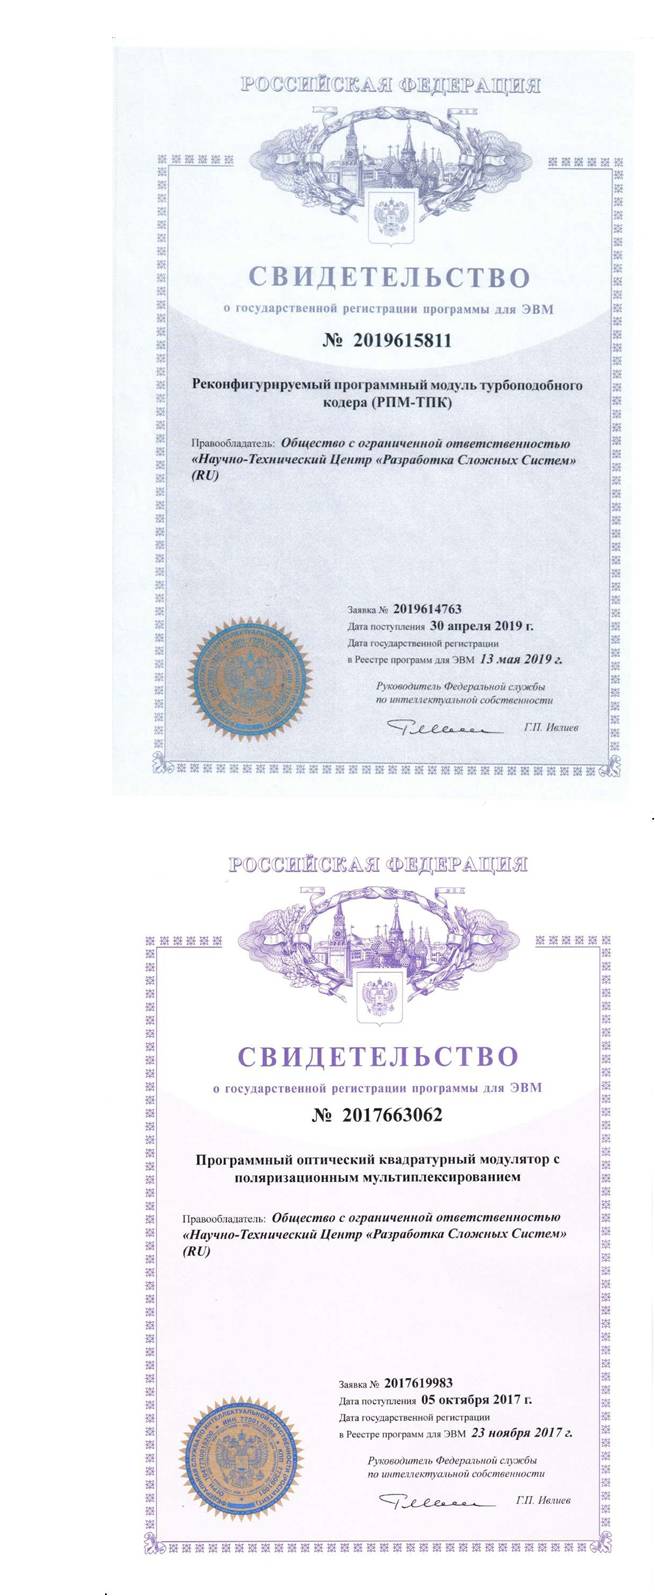 РОССИЙСКАЯ ФЕДЕРАЦИЯ
СВИДЕТЕЛЬСТВО
о государственной регистрации программы для ЭВМ
№ 2019615811
Реконфигурируемый программный модуль турбоподобного
кодера (РПМ-ТПК)
Правообладатель: Общество с ограниченной ответственностью
«Научно-Технический Центр «Разработка Сложных Систем»
(RU)
Заявка № 2019614763
Дата поступления 30 апреля 2019 г.
Дата государственной регистрации
в Реестре программ для ЭВМ 13 мая 2019 г.
Руководитель Федеральной службы
по интеллектуальной собственности
Г.П. Ивлиев
РОССИЙСКАЯ ФЕДЕРАЦИЯ
СВИДЕТЕЛЬСТВО
о государственной регистрации программы для ЭВМ
№ 2017663062
Программный оптический квадратурный модулятор с
поляризационным мультиплексированием
Правообладатель: Общество с ограниченной ответственностью
«Научно-Технический Центр «Разработка Сложных Систем»
(RU)
Заявка № 2017619983
Дата поступления 05 октября 2017 г.
Дата государственной регистрации
в Реестре программ для ЭВМ 23 ноября 2017 г.
Руководитель Федеральной службы
по интеллектуальной собственности
Г.П. Ивлиев